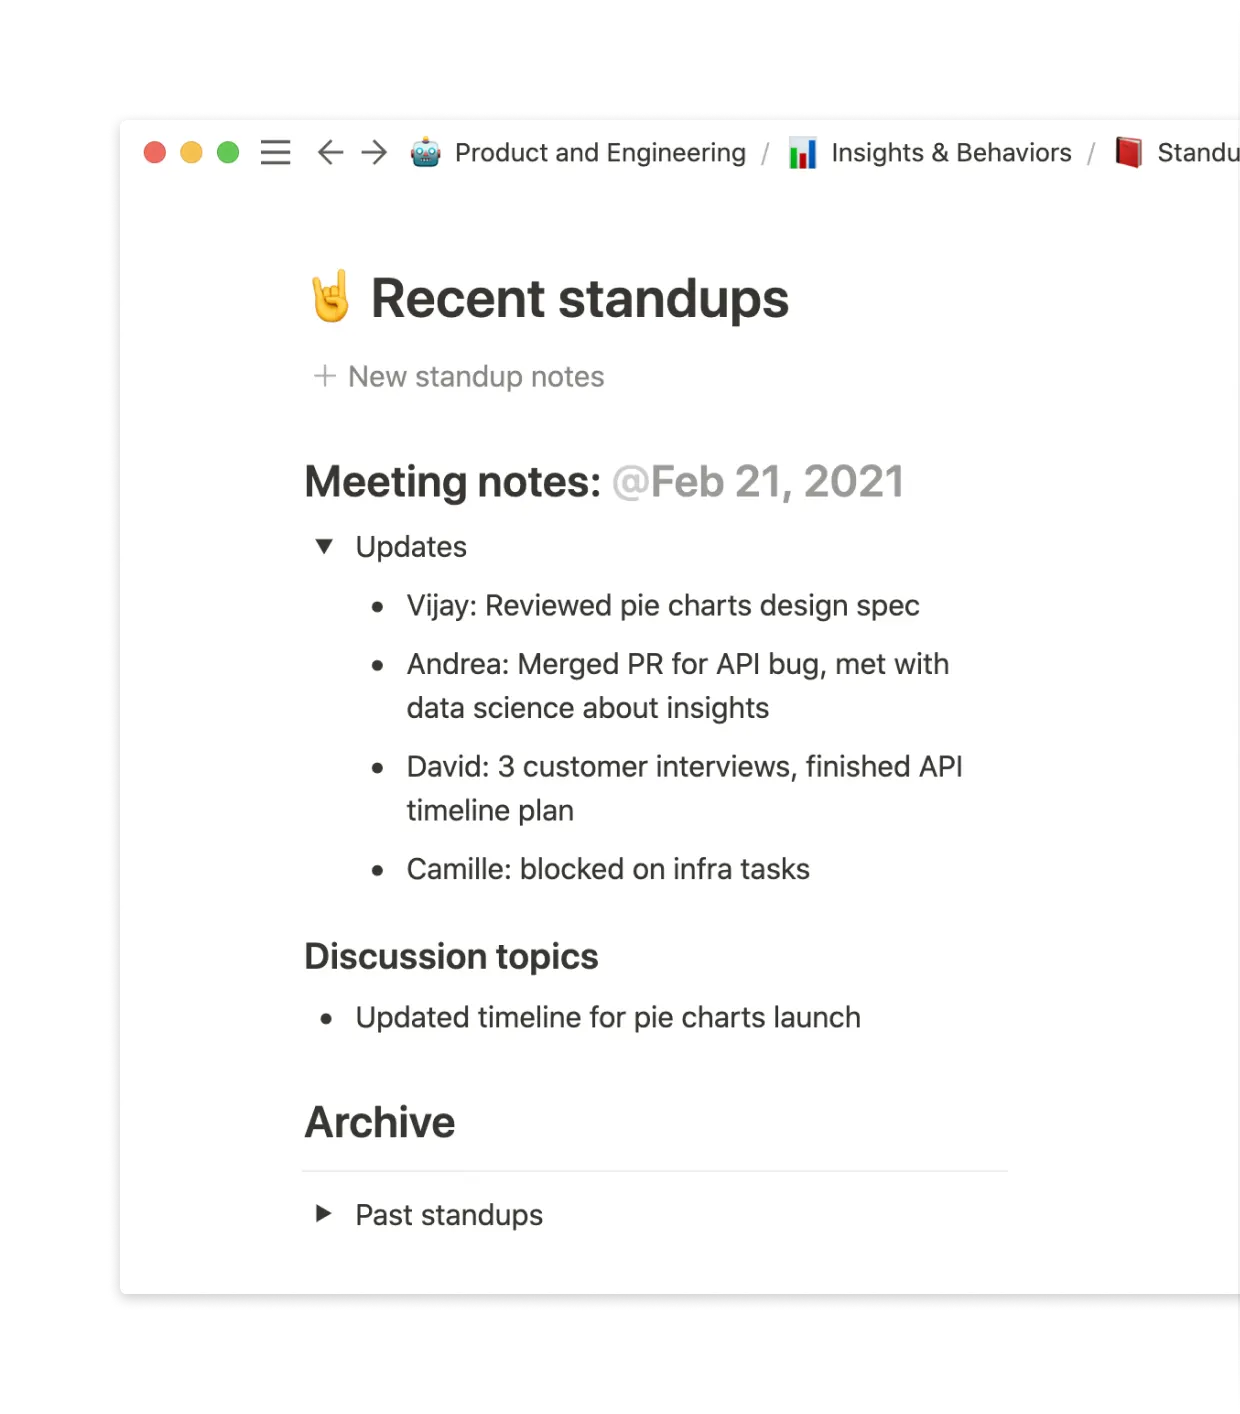 Product and Engineering / Insights & Behaviors / Standu
Recent standups
New standup notes
Meeting notes: @Feb 21, 2021
Updates
Vijay: Reviewed pie charts design spec
Andrea: Merged PR for API bug, met with
data science about insights
David: 3 customer interviews, finished API
timeline plan
Camille: blocked on infra tasks
Discussion topics
Updated timeline for pie charts launch
Archive
Past standups